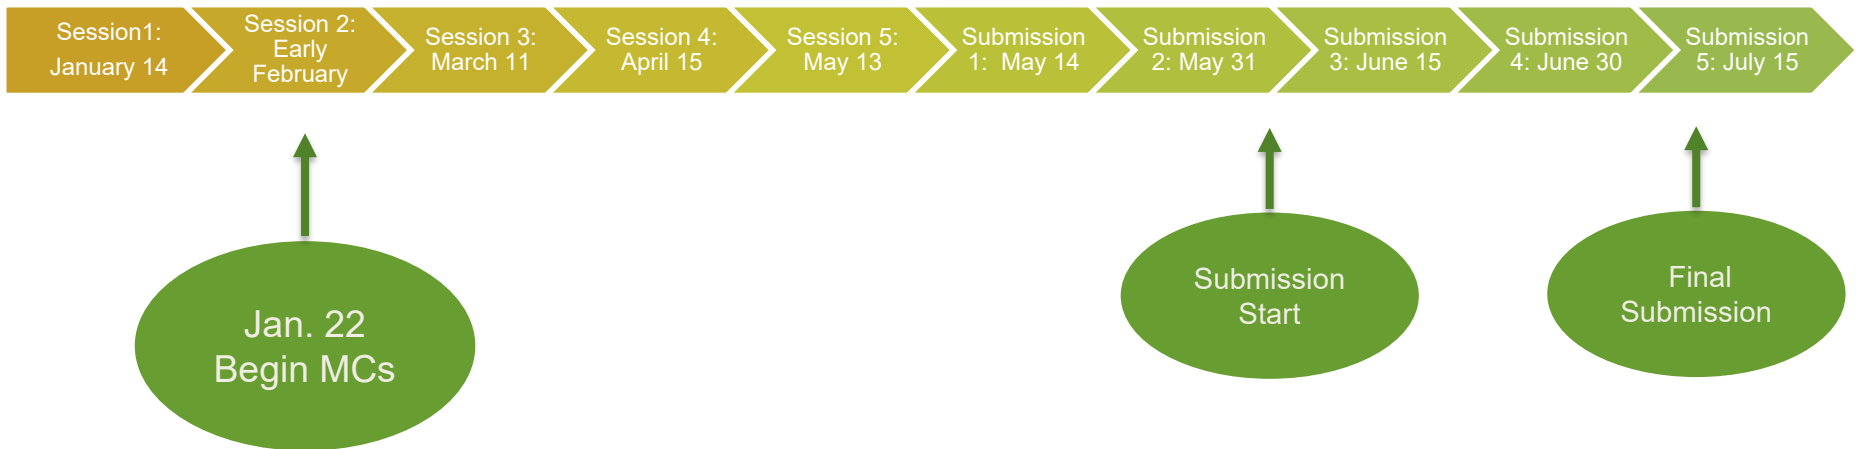 Session1:
January 14
Session 2:
Early
February
Session 3:
March 11
Session 4:
April 15
Session 5:
May 13
Submission
1:  May 14
Submission
2: May 31
Submission
3: June 15
Submission
4: June 30
Submission
5: July 15
Jan. 22
Begin MCs
Submission
Start
Final
Submission